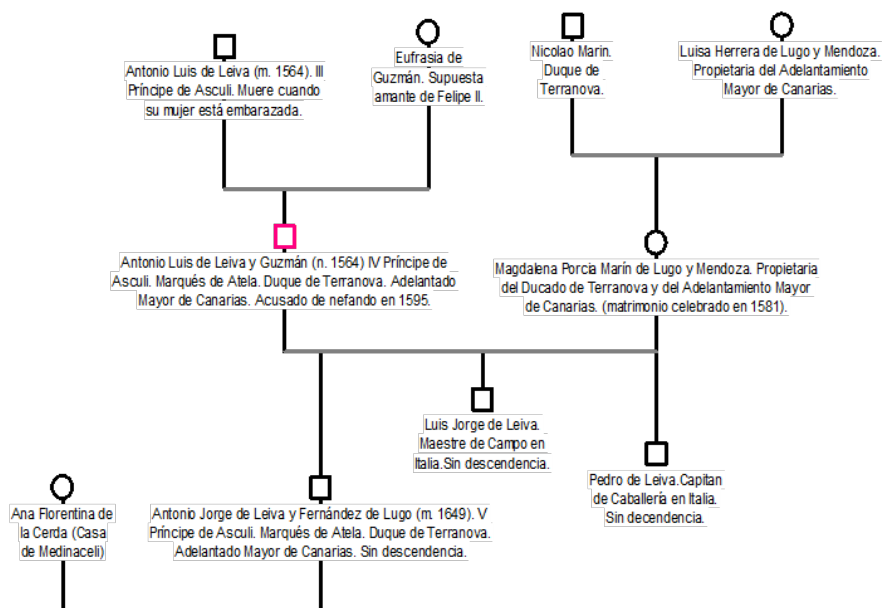 Antonio Luis de Leiva (m. 1564). III
Príncipe de Asculi. Muere cuando
su mujer está embarazada.
Eufrasia de
Guzmán. Supuesta
amante de Felipe II.
Nicolao Marin.
Duque de
Terranova.
Luisa Herrera de Lugo y Mendoza.
Propietaria del Adelantamiento
Mayor de Canarias.
Antonio Luis de Leiva y Guzmán (n. 1564) IV Príncipe de
Asculi. Marqués de Atela. Duque de Terranova. Adelantado
Mayor de Canarias. Acusado de nefando en 1595.
Magdalena Porcia Marín de Lugo y Mendoza. Propietaria
del Ducado de Terranova y del Adelantamiento Mayor
de Canarias. (matrimonio celebrado en 1581).
Luis Jorge de Leiva.
Maestre de Campo en
Italia.Sin descendencia.
Pedro de Leiva.Capitan
de Caballería en Italia.
Sin decendencia.
Ana Florentina de
la Cerda (Casa
de Medinaceli)
Antonio Jorge de Leiva y Fernández de Lugo (m. 1649). V
Príncipe de Asculi. Marqués de Atela. Duque de Terranova.
Adelantado Mayor de Canarias. Sin descendencia.